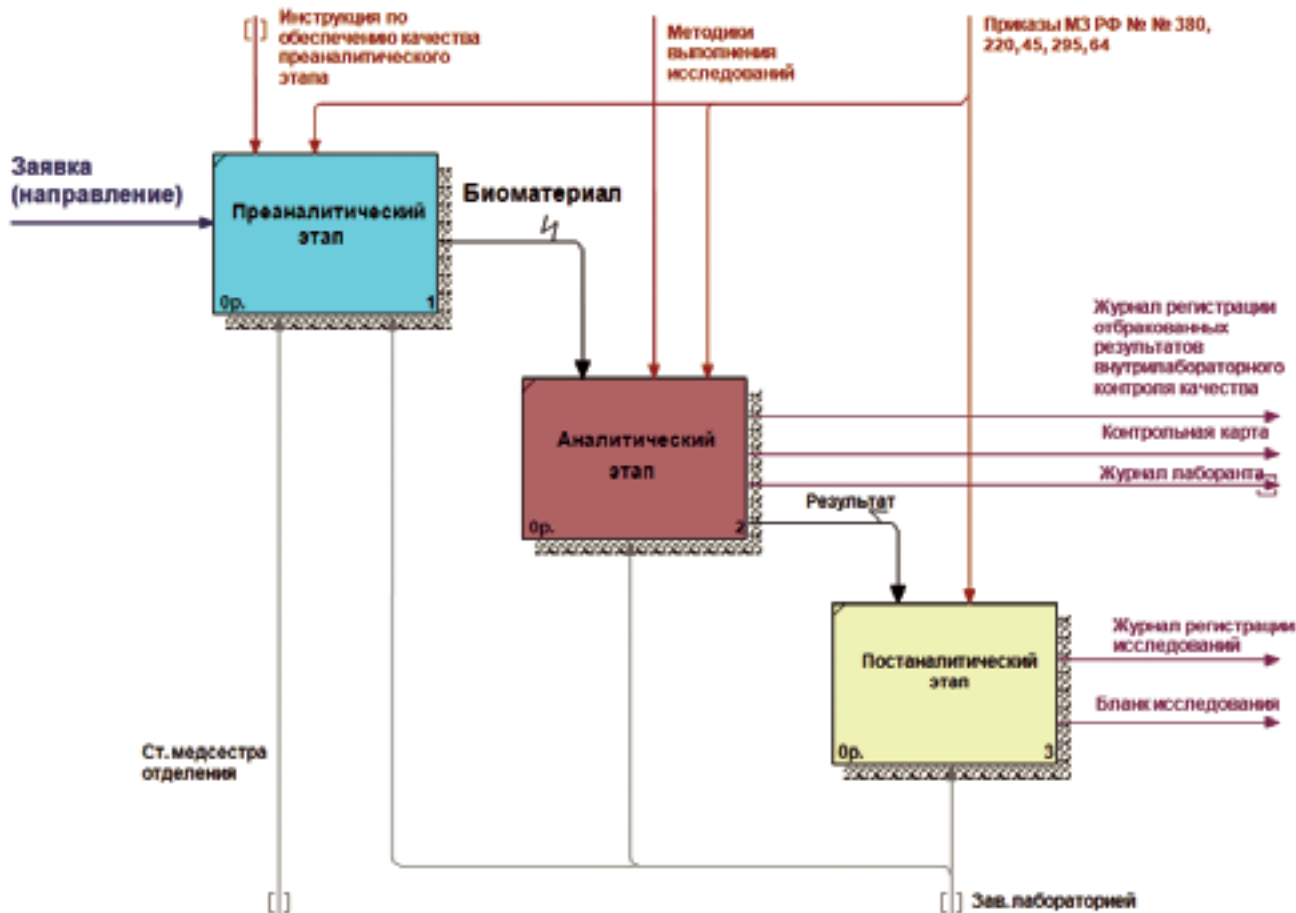 Инструкция по
обеспечению качества
преаналитического
этапа
Методики
выполнения
исследований
Приказы МЗ РФ № № 380,
220, 45, 295, 64
Заявка
(направление)
Преаналитический
этап
0р.
1
Биоматериал
Журнал регистрации
отбракованных
результатов
внутрилабораторного
контроля качества
Контрольная карта
Журнал лаборанта
Аналитический
этап
0р.
2
Результат
Журнал регистрации
исследований
Бланк исследования
Постаналитический
этап
0р.
3
Ст. медсестра
отделения
Зав. лабораторией